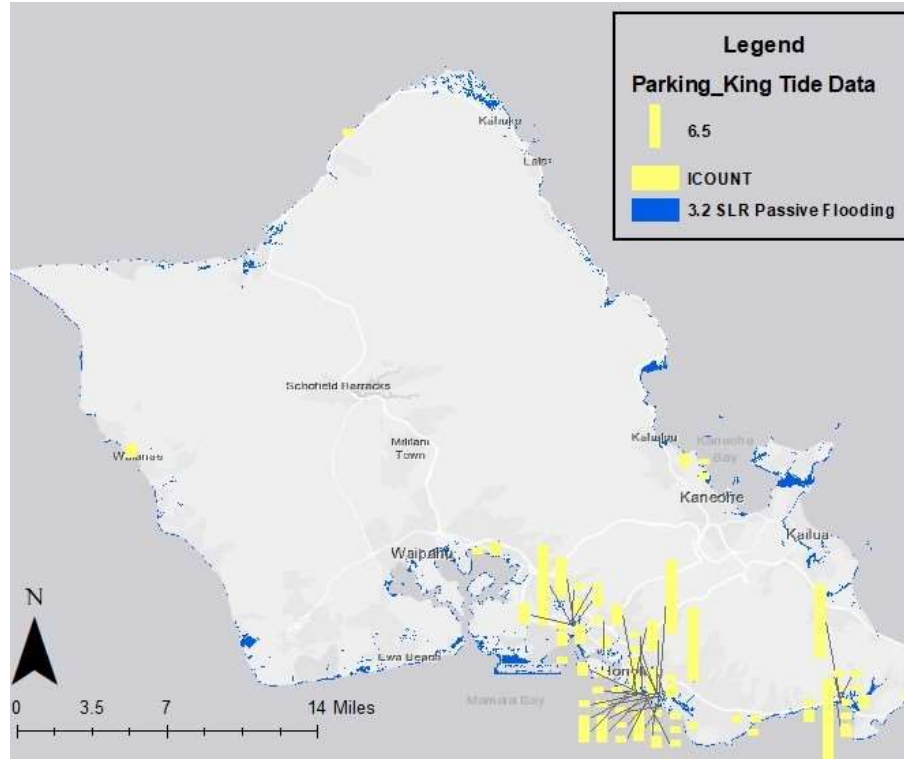 Legend
Parking_King Tide Data
6.5
ICOUNT
3.2 SLR Passive Flooding
Kahuku
Schofield Barracks
Mililani
Town
Kahaluu
Kaneohe
Bay
Waianae
Kaneohe
Kailua
Waipahu
N
Ewa Beach
Honol
Mamala Bay
0 3.5 7 14 Miles